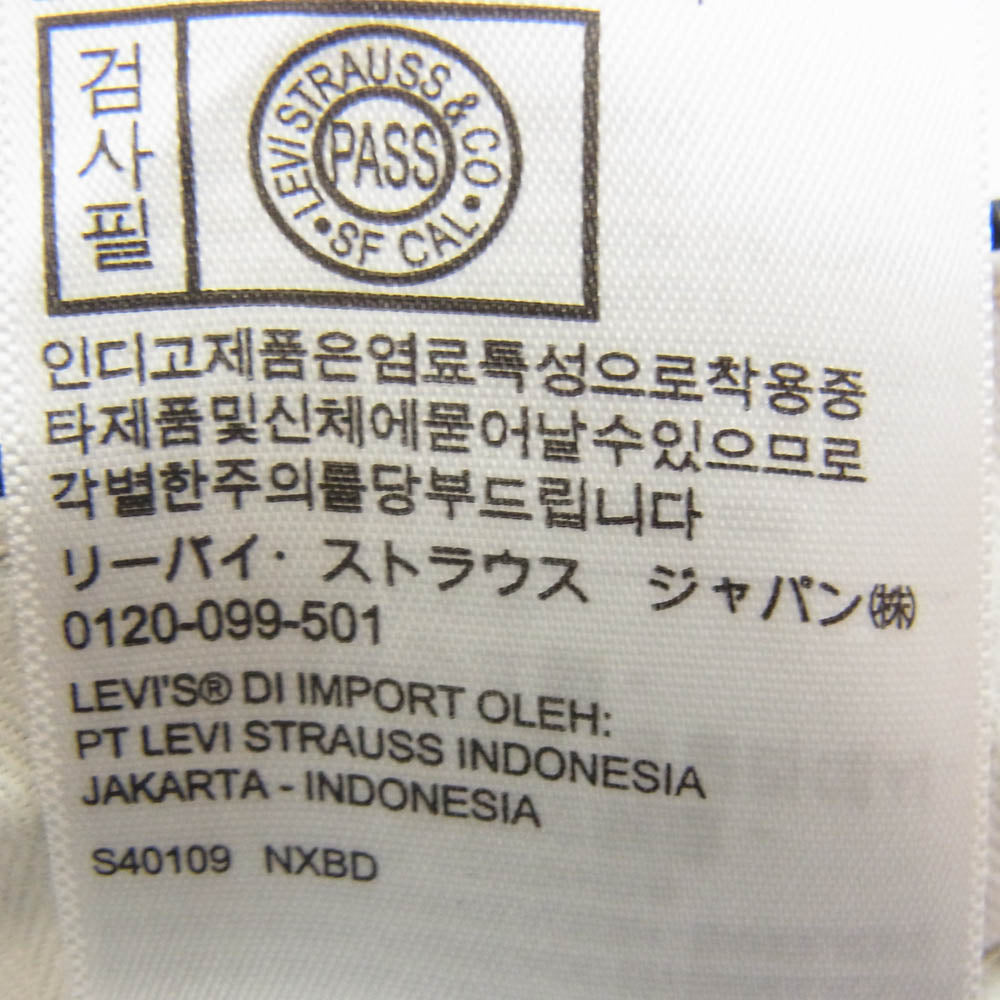 검사필
LEVI STRAUSS & CO
PASS
• SF CAL •
인디고제품은염료특성으로착용중
타제품및신체에묻어날수있으므로
각별한주의를당부드립니다
リーバイ・ストラウス ジャパン㈱
0120-099-501
LEVI'S® DI IMPORT OLEH:
PT LEVI STRAUSS INDONESIA
JAKARTA - INDONESIA
S40109 NXBD